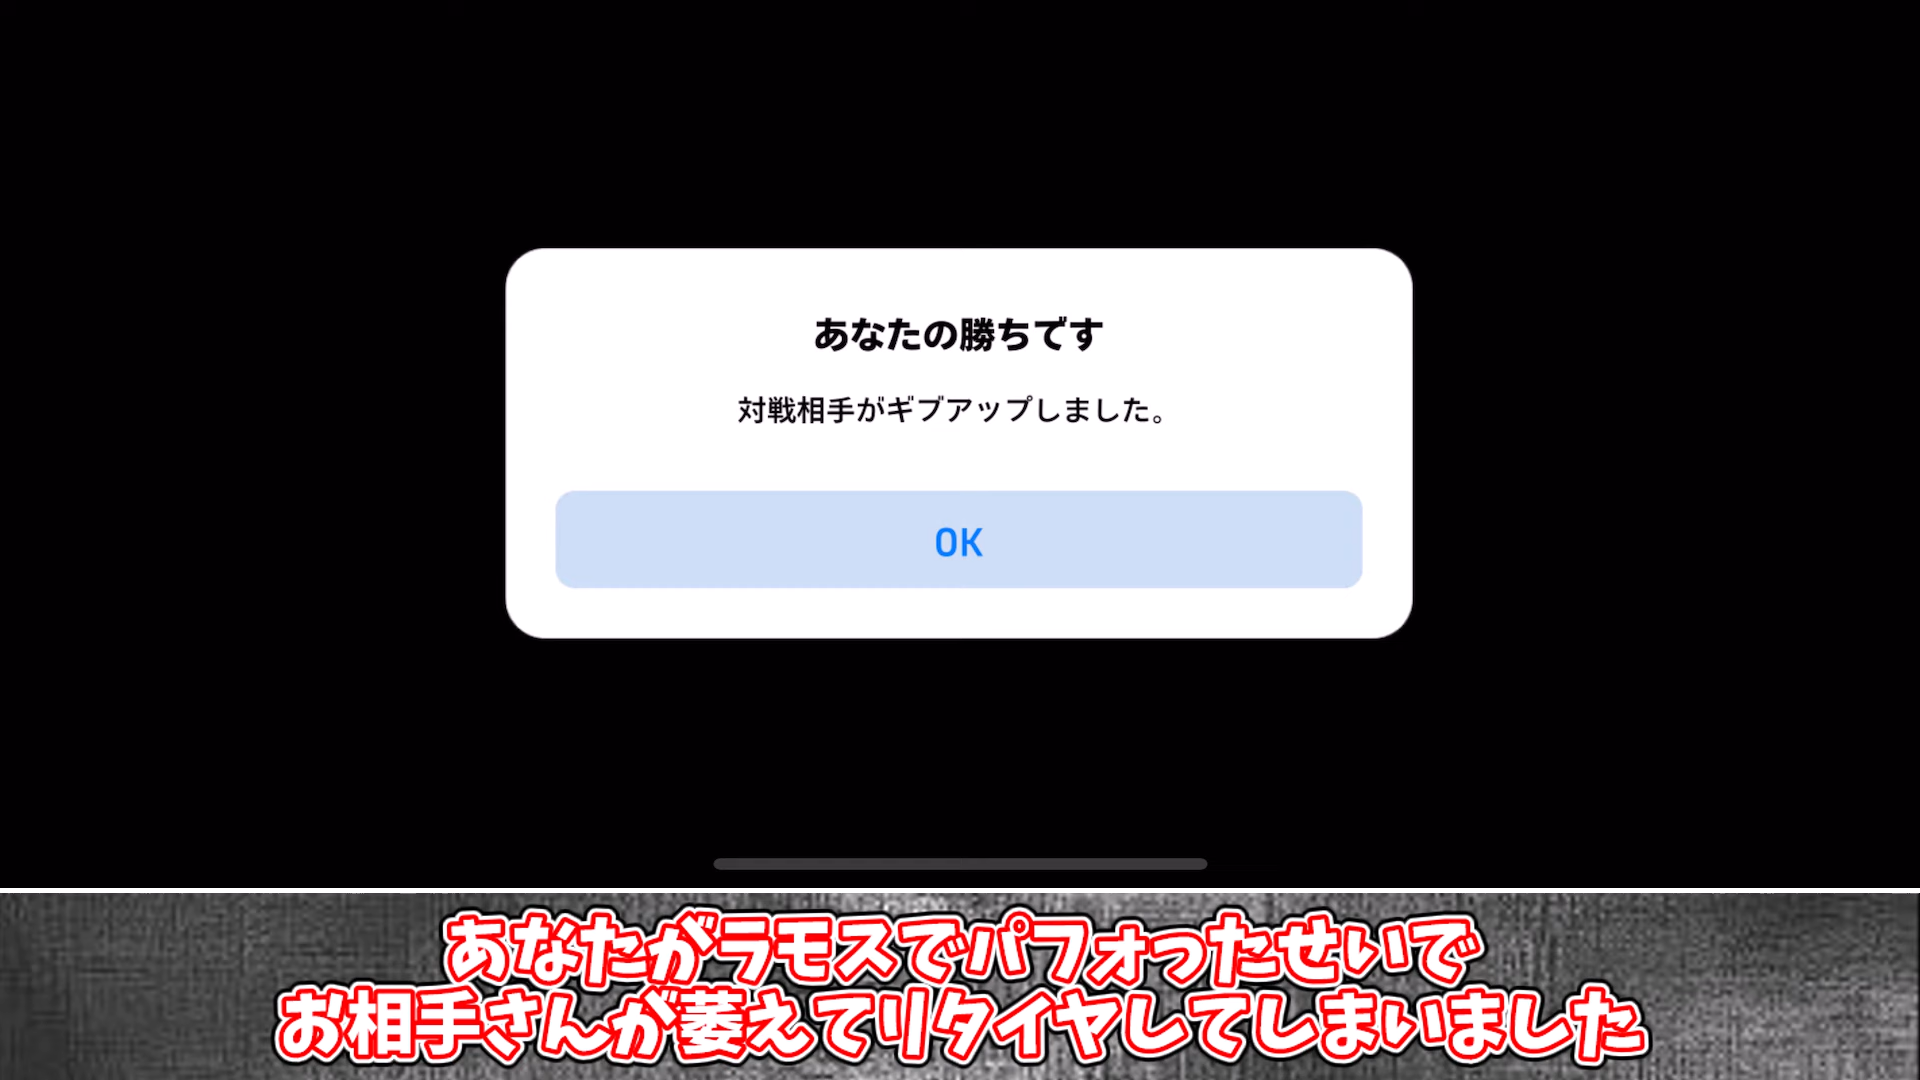 あなたの勝ちです
対戦相手がギブアップしました。
OK
あなたがラモスでパフォったせいで
お相手さんが萎えてリタイヤしてしまいました